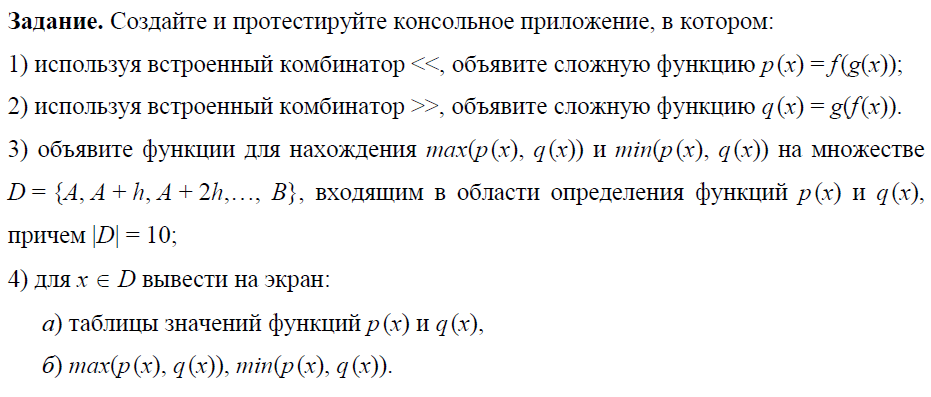 Задание. Создайте и протестируйте консольное приложение, в котором:
1) используя встроенный комбинатор <<, объявите сложную функцию p(x) = f(g(x));
2) используя встроенный комбинатор >>, объявите сложную функцию q(x) = g(f(x)).
3) объявите функции для нахождения max(p(x), q(x)) и min(p(x), q(x)) на множестве
D = {A, A + h, A + 2h,…, B}, входящим в области определения функций p(x) и q(x),
причем |D| = 10;
4) для x ∈ D вывести на экран:
а) таблицы значений функций p(x) и q(x),
б) max(p(x), q(x)), min(p(x), q(x)).